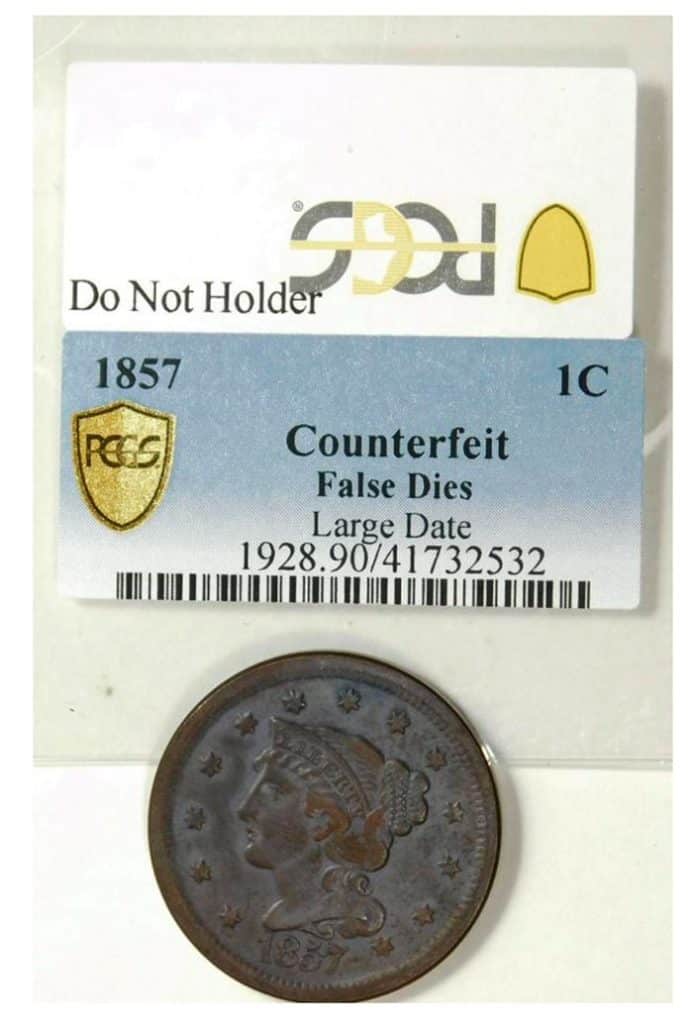 PCGS®
Do Not Holder
1857 1C
PCGS
Counterfeit
False Dies
Large Date
1928.90/41732532
LIBERTY
1857